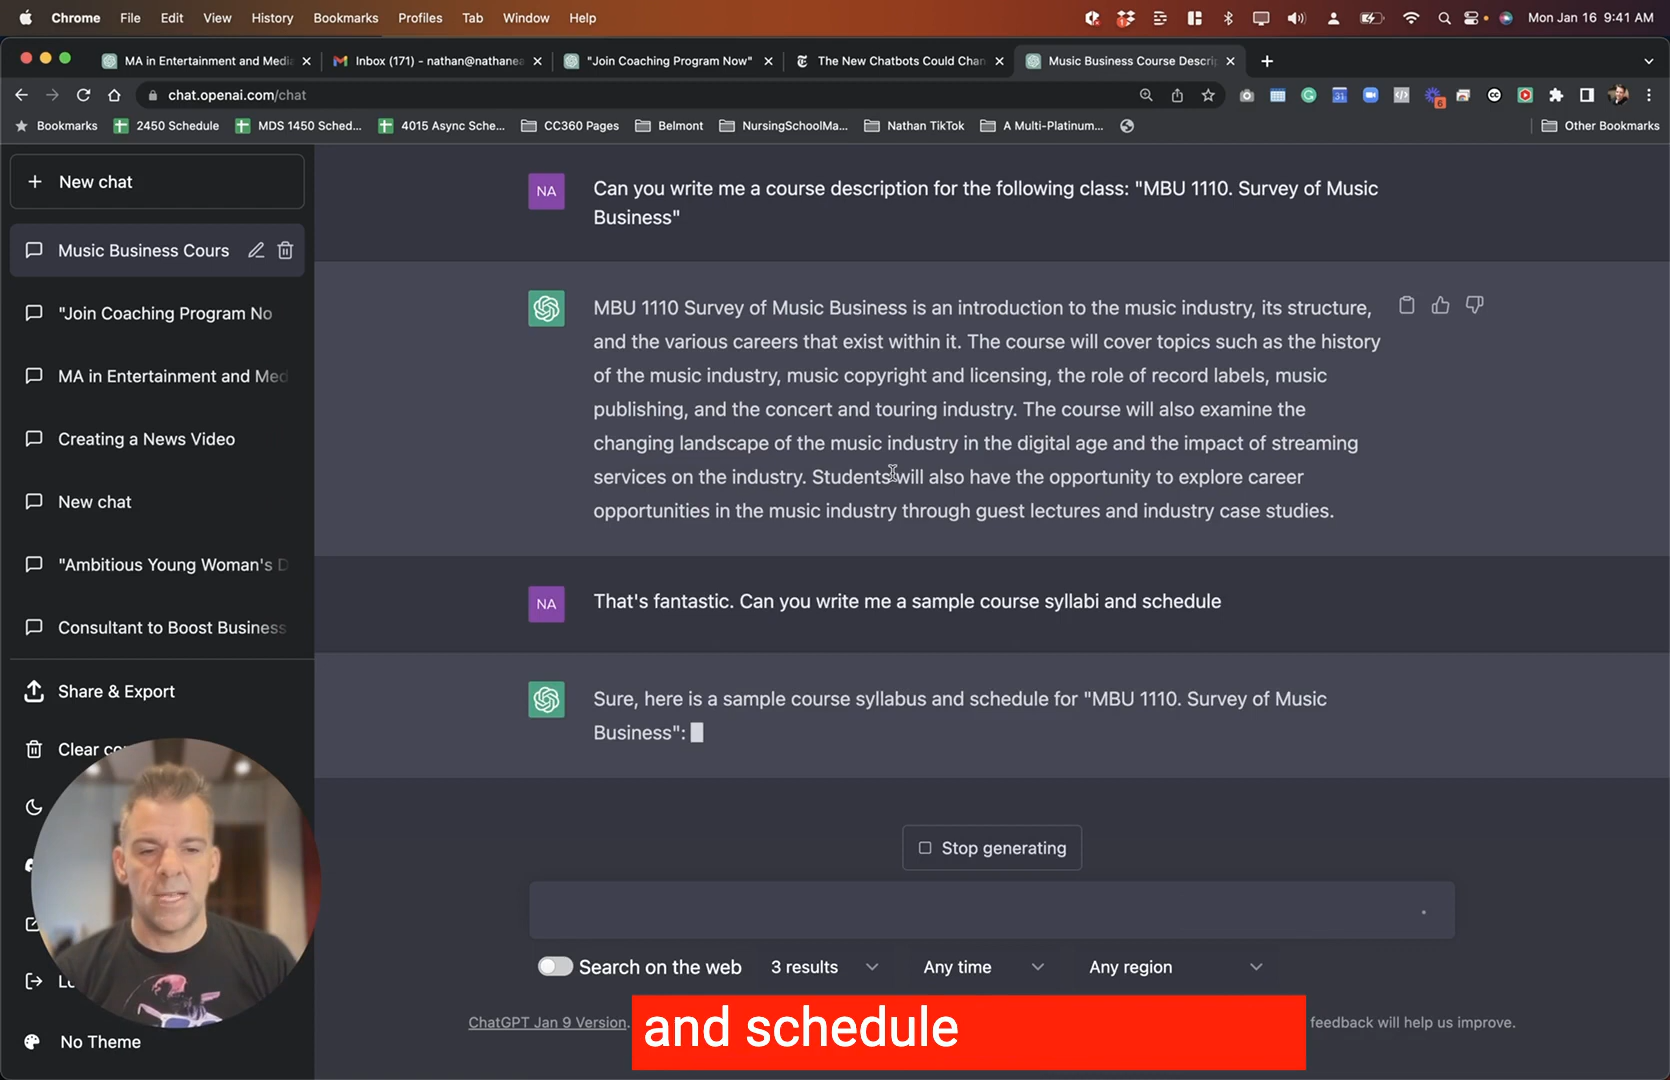 Chrome File Edit View History Bookmarks Profiles Tab Window Help Mon Jan 16 9:41 AM
MA in Entertainment and Media Inbox (171) - nathan@nathanea "Join Coaching Program Now" The New Chatbots Could Chan Music Business Course Descrip
chat.openai.com/chat
Bookmarks 2450 Schedule MDS 1450 Sched... 4015 Async Sche... CC360 Pages Belmont NursingSchoolMa... Nathan TikTok A Multi-Platinum... Other Bookmarks
New chat
Music Business Cours
"Join Coaching Program No
MA in Entertainment and Med
Creating a News Video
New chat
"Ambitious Young Woman's D
Consultant to Boost Business
Share & Export
Clear co
No Theme
NA
Can you write me a course description for the following class: "MBU 1110. Survey of Music
Business"
MBU 1110 Survey of Music Business is an introduction to the music industry, its structure,
and the various careers that exist within it. The course will cover topics such as the history
of the music industry, music copyright and licensing, the role of record labels, music
publishing, and the concert and touring industry. The course will also examine the
changing landscape of the music industry in the digital age and the impact of streaming
services on the industry. Students will also have the opportunity to explore career
opportunities in the music industry through guest lectures and industry case studies.
NA
That's fantastic. Can you write me a sample course syllabi and schedule
Sure, here is a sample course syllabus and schedule for "MBU 1110. Survey of Music
Business":
Stop generating
Search on the web 3 results Any time Any region
ChatGPT Jan 9 Version. feedback will help us improve.
and schedule